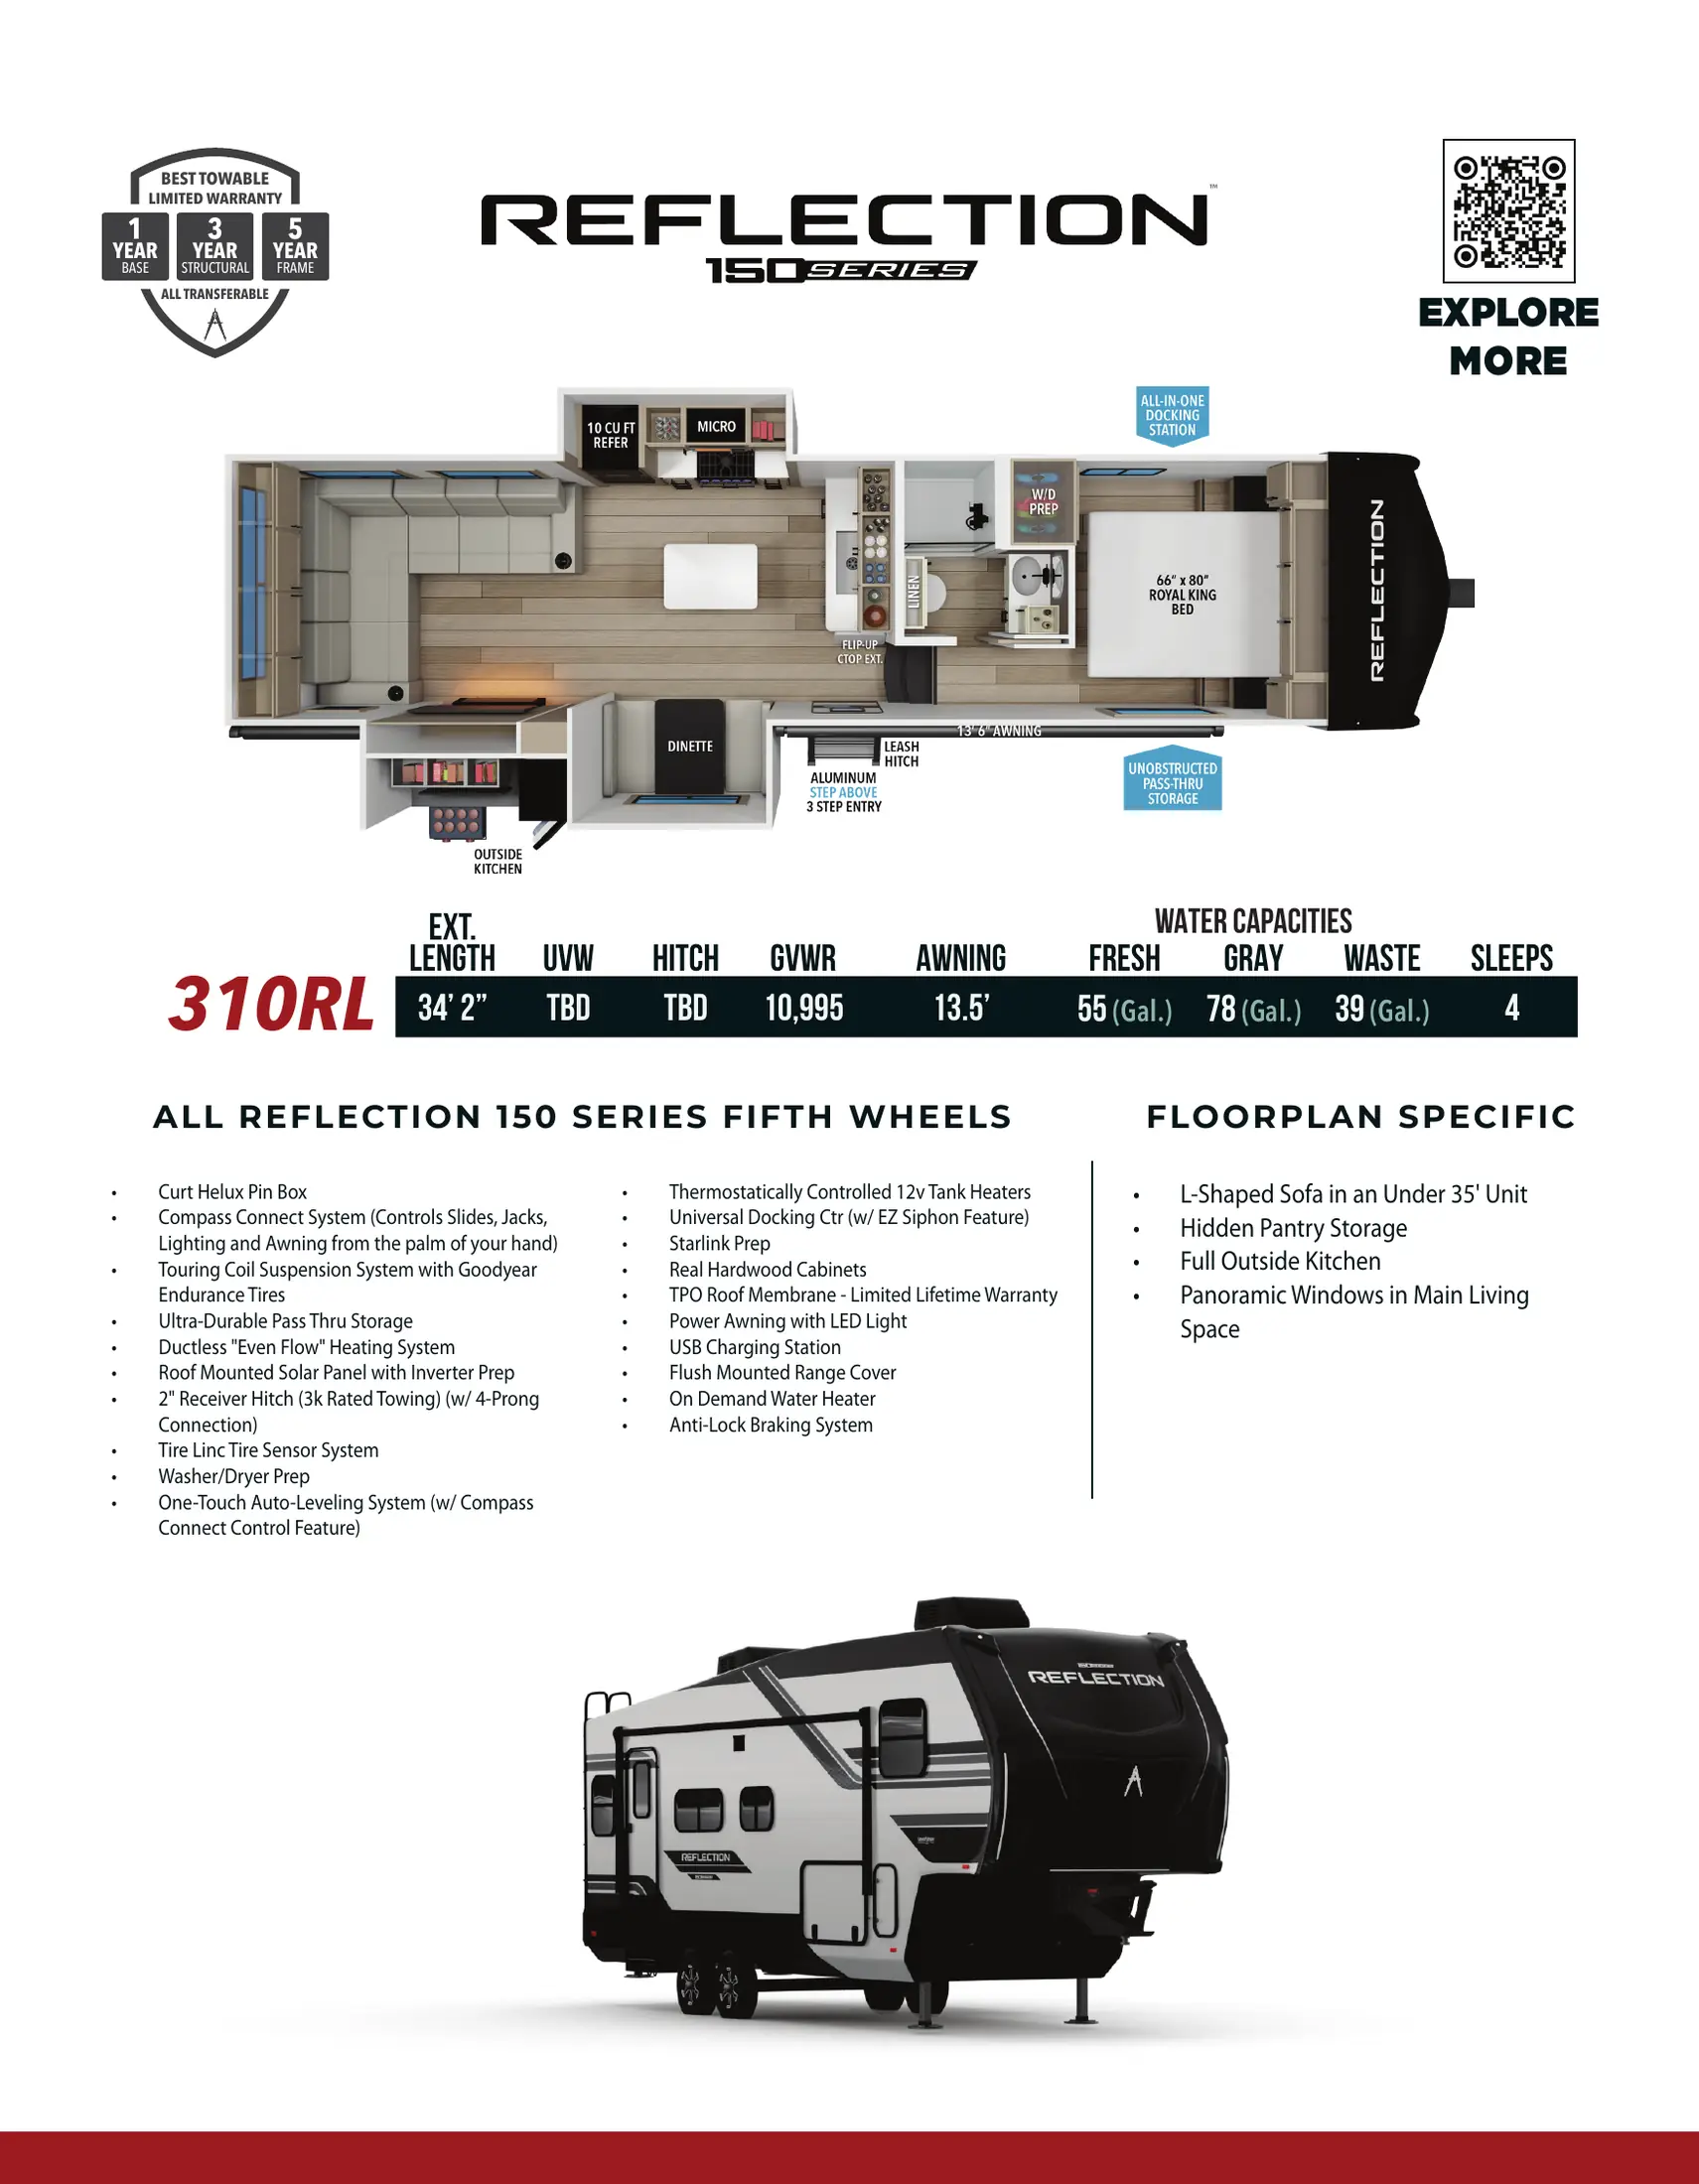 BEST TOWABLE
LIMITED WARRANTY
1 YEAR BASE
3 YEAR STRUCTURAL
5 YEAR FRAME
ALL TRANSFERABLE
REFLECTION™
150 SERIES
EXPLORE
MORE
10 CU FT
REFER
MICRO
ALL-IN-ONE
DOCKING
STATION
W/D
PREP
LINEN
66" x 80"
ROYAL KING
BED
REFLECTION
FLIP-UP
CTOP EXT.
DINETTE
13' 6" AWNING
LEASH
HITCH
ALUMINUM
STEP ABOVE
3 STEP ENTRY
UNOBSTRUCTED
PASS-THRU
STORAGE
OUTSIDE
KITCHEN
WATER CAPACITIES
EXT. LENGTH UVW HITCH GVWR AWNING FRESH GRAY WASTE SLEEPS
310RL 34’ 2” TBD TBD 10,995 13.5’ 55 (Gal.) 78 (Gal.) 39 (Gal.) 4
ALL REFLECTION 150 SERIES FIFTH WHEELS
• Curt Helux Pin Box
• Compass Connect System (Controls Slides, Jacks,
Lighting and Awning from the palm of your hand)
• Touring Coil Suspension System with Goodyear
Endurance Tires
• Ultra-Durable Pass Thru Storage
• Ductless "Even Flow" Heating System
• Roof Mounted Solar Panel with Inverter Prep
• 2" Receiver Hitch (3k Rated Towing) (w/ 4-Prong
Connection)
• Tire Linc Tire Sensor System
• Washer/Dryer Prep
• One-Touch Auto-Leveling System (w/ Compass
Connect Control Feature)
• Thermostatically Controlled 12v Tank Heaters
• Universal Docking Ctr (w/ EZ Siphon Feature)
• Starlink Prep
• Real Hardwood Cabinets
• TPO Roof Membrane - Limited Lifetime Warranty
• Power Awning with LED Light
• USB Charging Station
• Flush Mounted Range Cover
• On Demand Water Heater
• Anti-Lock Braking System
FLOORPLAN SPECIFIC
• L-Shaped Sofa in an Under 35' Unit
• Hidden Pantry Storage
• Full Outside Kitchen
• Panoramic Windows in Main Living
Space
REFLECTION
REFLECTION